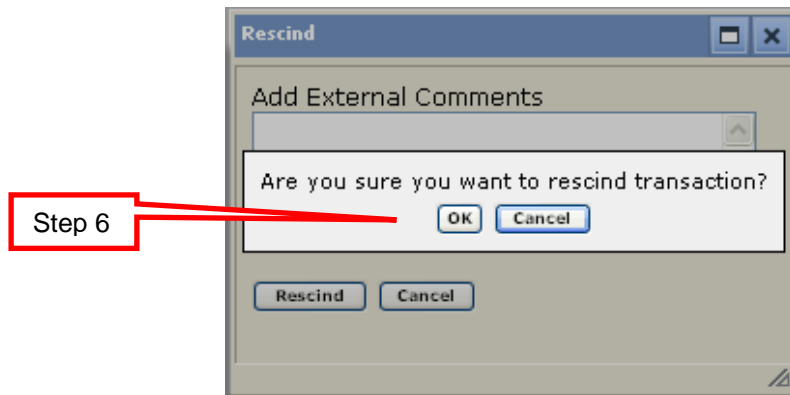 Rescind
Add External Comments
Are you sure you want to rescind transaction?
OK Cancel
Step 6
Rescind Cancel